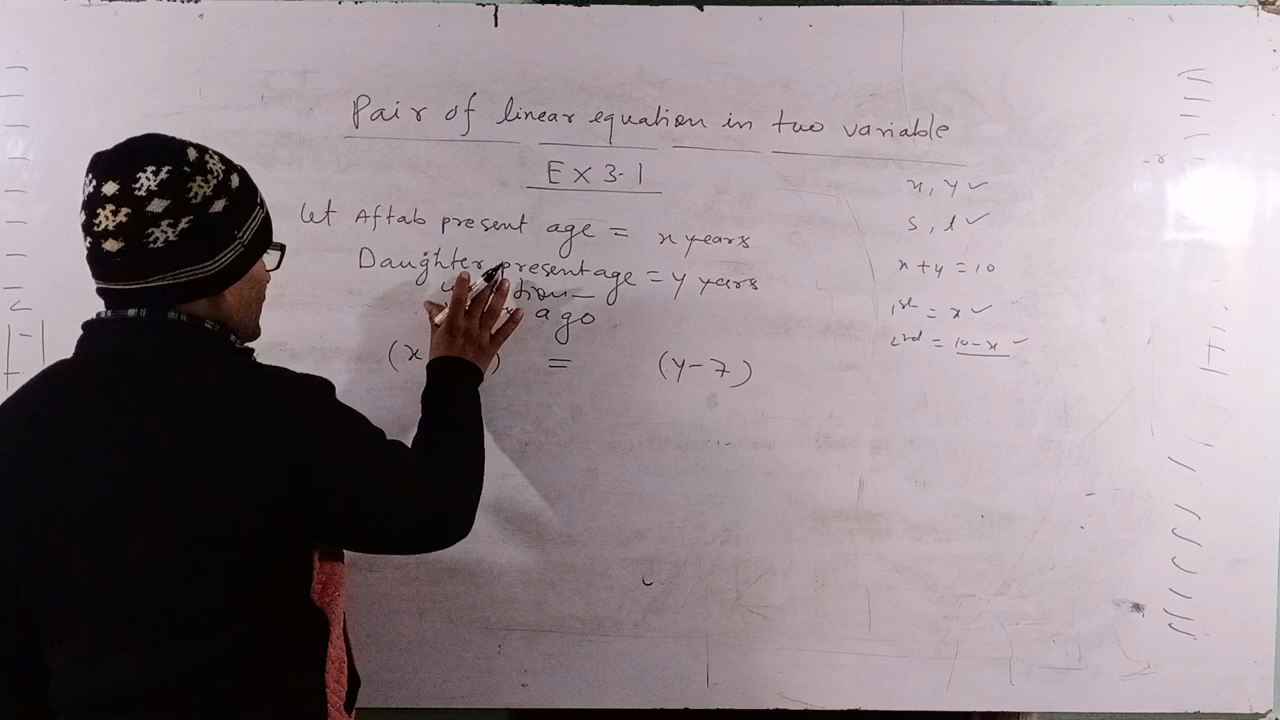 Pair of linear equation in two variable
Ex 3.1
let Aftab present age = x years
Daughter present age = y years
ago
(x = (y-7)
x, y ✓
s, l ✓
x + y = 10
1st = x ✓
2nd = 10-x ✓